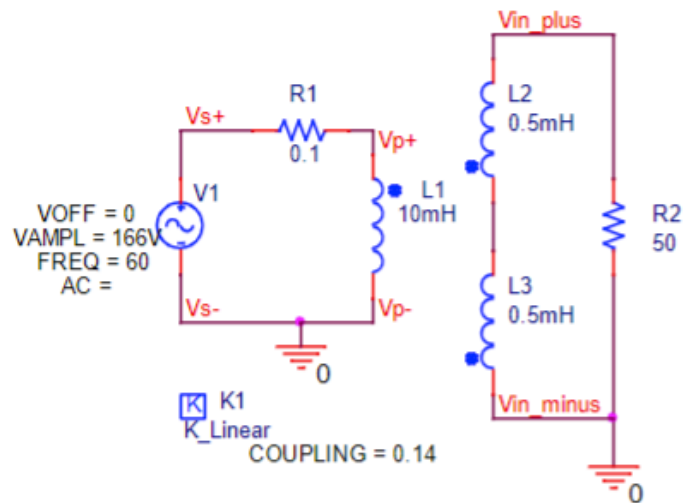 Vin_plus
R1
Vs+
0.1
Vp+
L2
0.5mH
V1
L1
10mH
VOFF = 0
VAMPL = 166V
FREQ = 60
AC =
R2
50
L3
0.5mH
Vs-
Vp-
0
K
K1
K_Linear
COUPLING = 0.14
Vin_minus
0